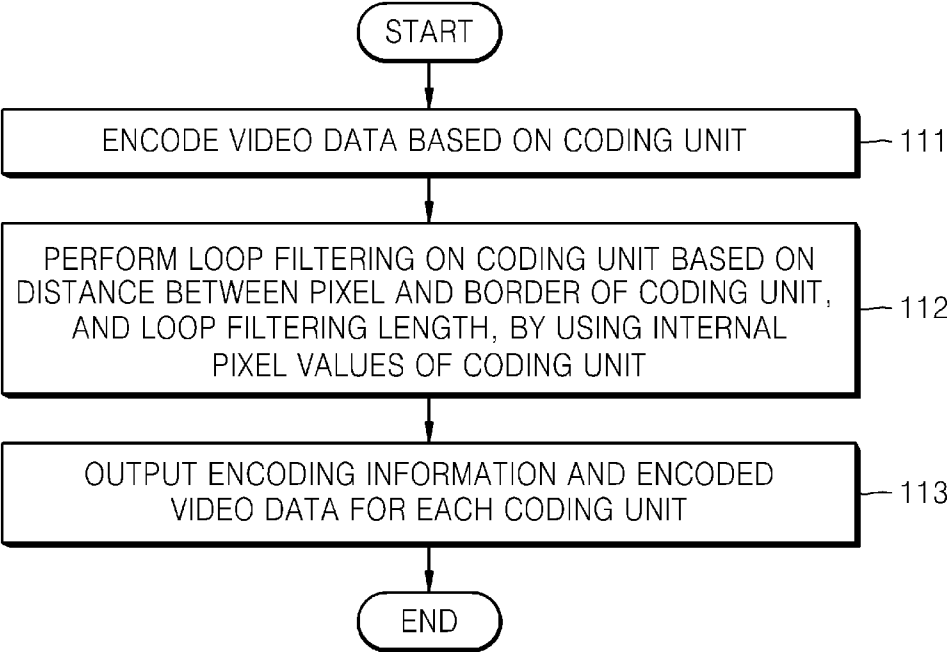 START
ENCODE VIDEO DATA BASED ON CODING UNIT
111
PERFORM LOOP FILTERING ON CODING UNIT BASED ON
DISTANCE BETWEEN PIXEL AND BORDER OF CODING UNIT,
AND LOOP FILTERING LENGTH, BY USING INTERNAL
PIXEL VALUES OF CODING UNIT
112
OUTPUT ENCODING INFORMATION AND ENCODED
VIDEO DATA FOR EACH CODING UNIT
113
END